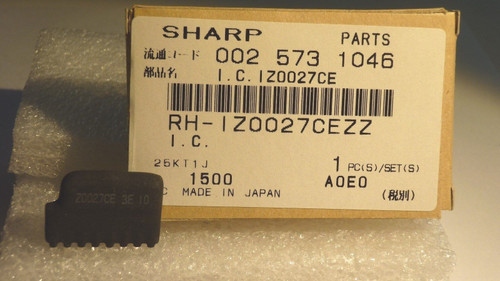 SHARP PARTS
流通コード 002 573 1046
部品名 I.C.IZ0027CE
RH-IZ0027CEZZ
I.C.
25KT1J 1 PC(S)/SET(S)
1500 A0E0
C MADE IN JAPAN (税別)
Z0027CE 3E 10